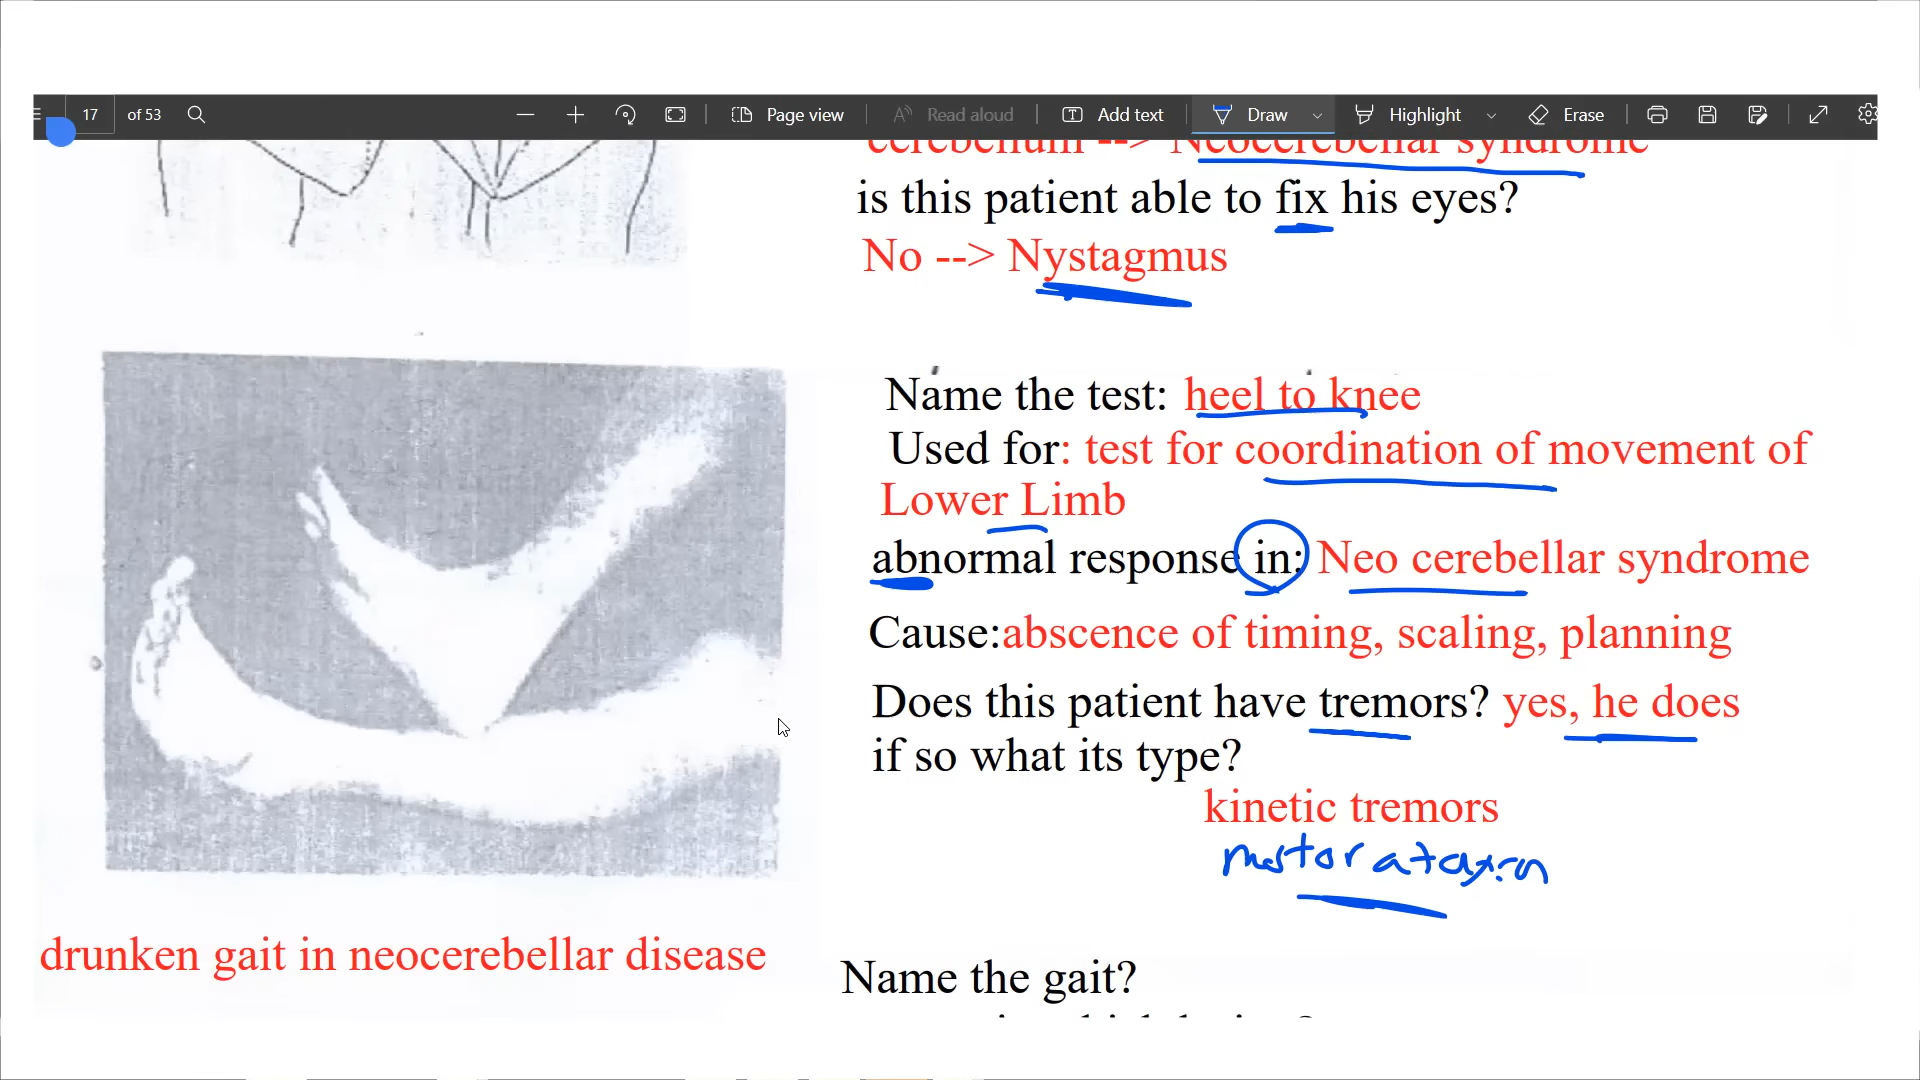 17 of 53 Page view Read aloud Add text Draw Highlight Erase
cerebellum --> Neocerebellar syndrome
is this patient able to fix his eyes?
No --> Nystagmus
Name the test: heel to knee
Used for: test for coordination of movement of
Lower Limb
abnormal response in: Neo cerebellar syndrome
Cause:abscence of timing, scaling, planning
Does this patient have tremors? yes, he does
if so what its type?
kinetic tremors
motor ataxia
drunken gait in neocerebellar disease
Name the gait?